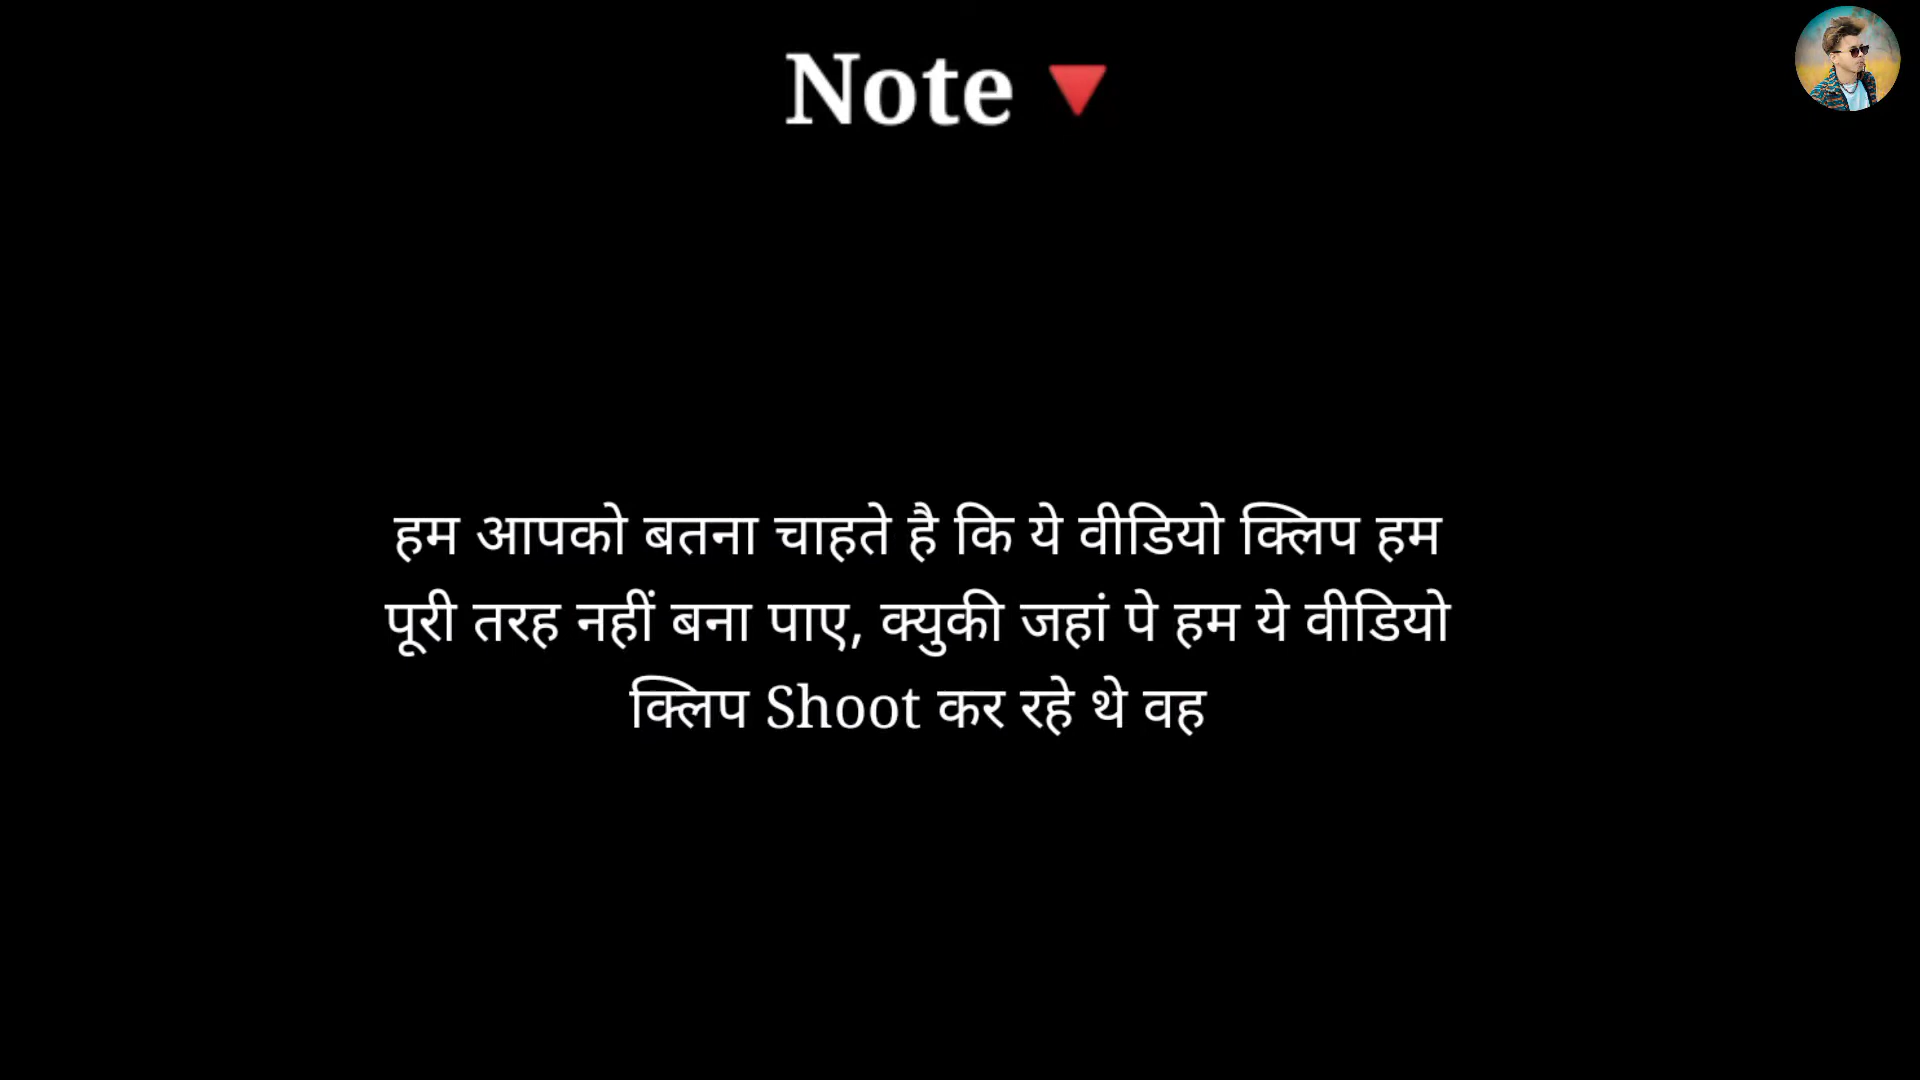 Note 🔻
हम आपको बतना चाहते है कि ये वीडियो क्लिप हम
पूरी तरह नहीं बना पाए, क्युकी जहां पे हम ये वीडियो
क्लिप Shoot कर रहे थे वह